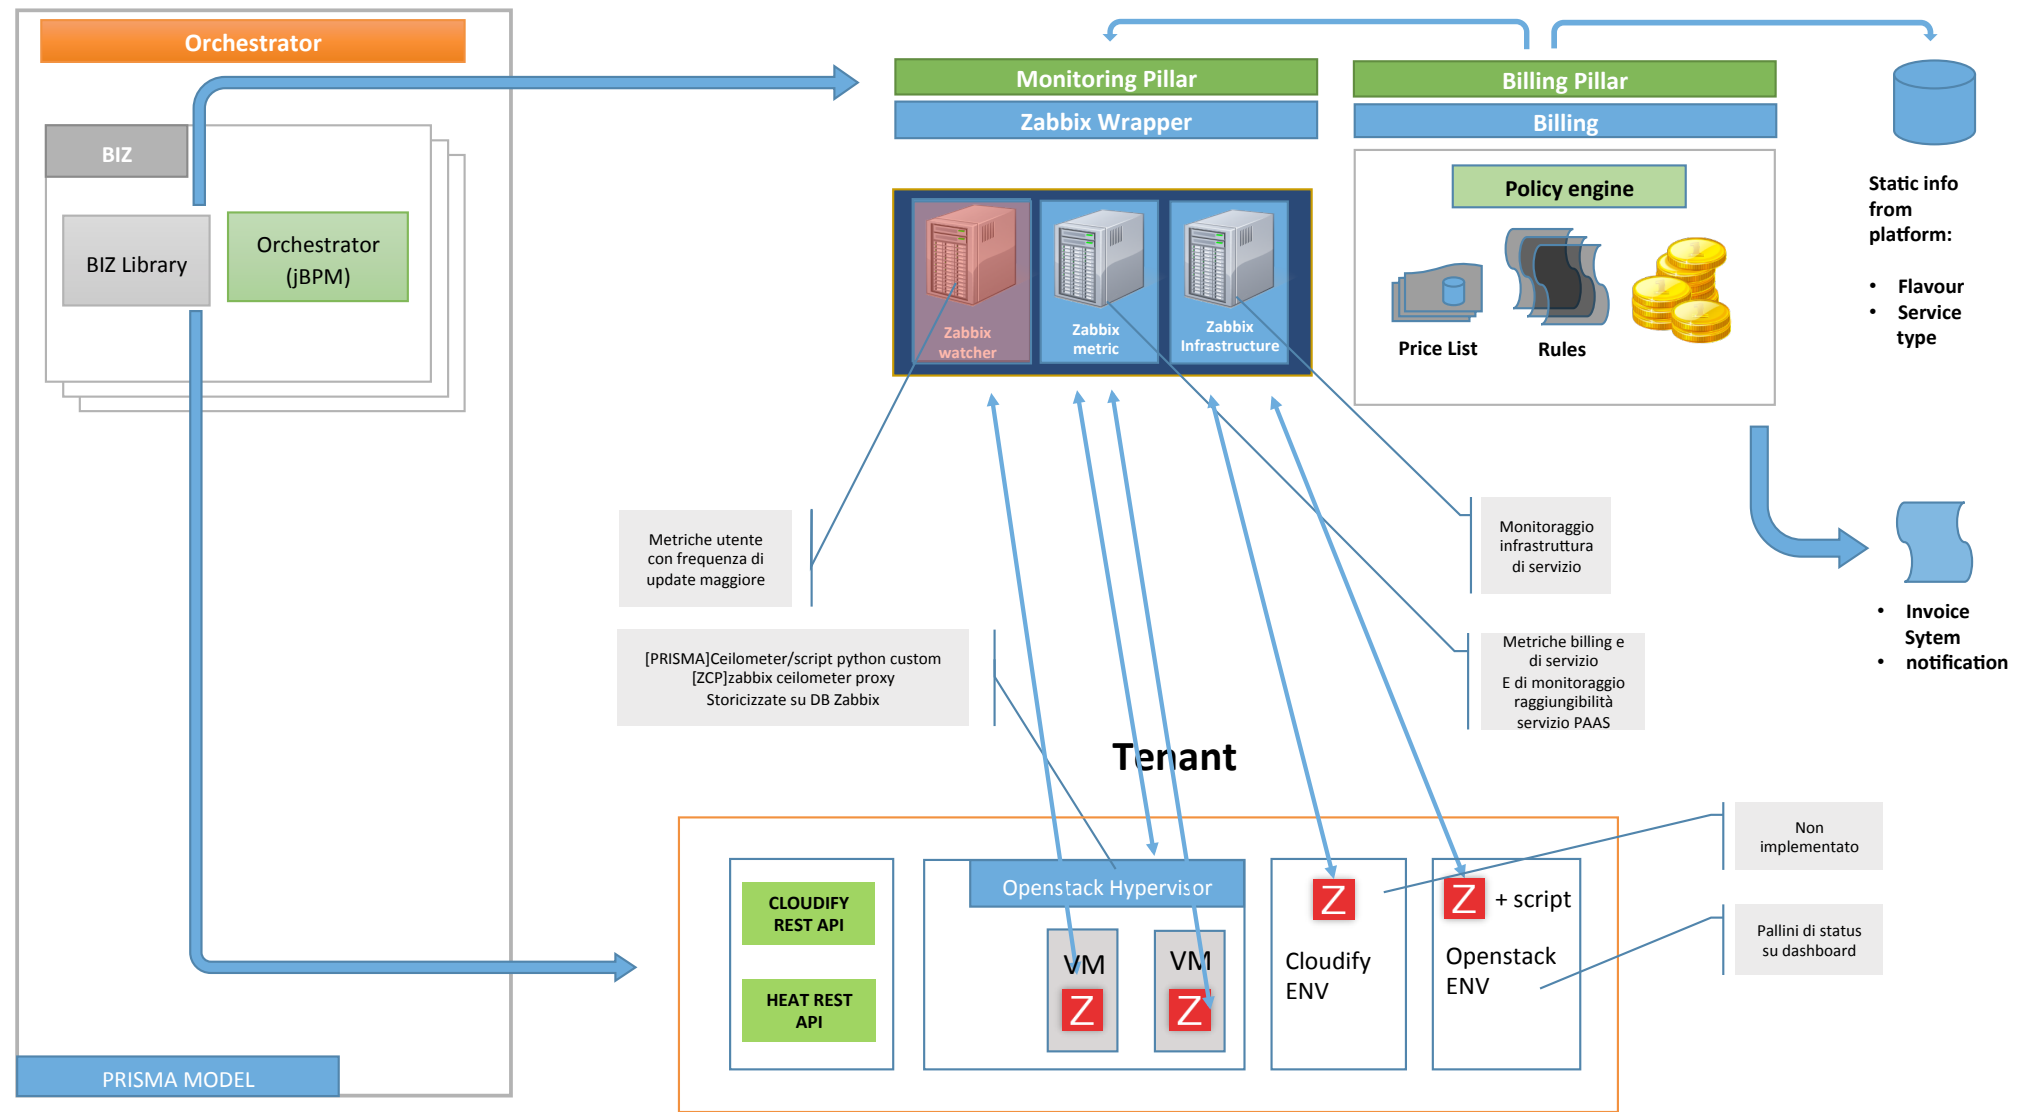 Orchestrator
BIZ
BIZ Library
Orchestrator
(jBPM)
PRISMA MODEL
Monitoring Pillar
Zabbix Wrapper
Zabbix
watcher
Zabbix
metric
Zabbix
Infrastructure
Billing Pillar
Billing
Policy engine
Price List
Rules
Static info
from
platform:
• Flavour
• Service
type
• Invoice
Sytem
• notification
Metriche utente
con frequenza di
update maggiore
[PRISMA]Ceilometer/script python custom
[ZCP]zabbix ceilometer proxy
Storicizzate su DB Zabbix
Monitoraggio
infrastruttura
di servizio
Metriche billing e
di servizio
E di monitoraggio
raggiungibilità
servizio PAAS
Tenant
CLOUDIFY
REST API
HEAT REST
API
Openstack Hypervisor
VM
Z
VM
Z
Z
Cloudify
ENV
Z + script
Openstack
ENV
Non
implementato
Pallini di status
su dashboard